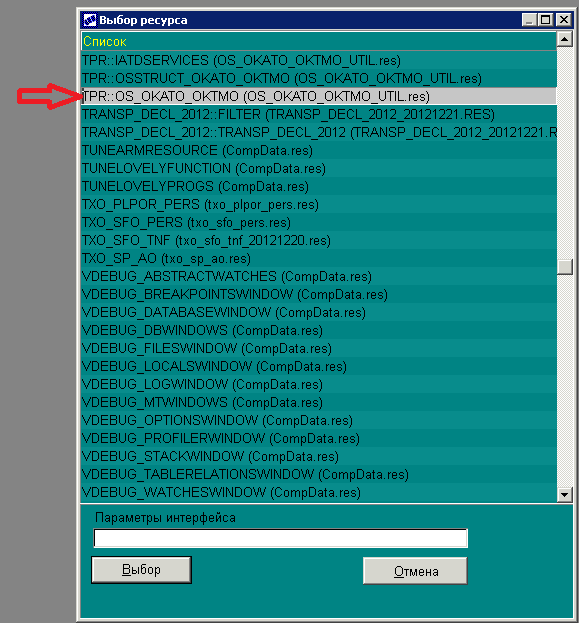 Выбор ресурса
Список
TPR::IATDSERVICES (OS_OKATO_OKTMO_UTIL.res)
TPR::OSSTRUCT_OKATO_OKTMO (OS_OKATO_OKTMO_UTIL.res)
TPR::OS_OKATO_OKTMO (OS_OKATO_OKTMO_UTIL.res)
TRANSP_DECL_2012::FILTER (TRANSP_DECL_2012_20121221.RES)
TRANSP_DECL_2012::TRANSP_DECL_2012 (TRANSP_DECL_2012_20121221.R
TUNEARMRESOURCE (CompData.res)
TUNELOVELYFUNCTION (CompData.res)
TUNELOVELYPROGS (CompData.res)
TXO_PLPOR_PERS (txo_plpor_pers.res)
TXO_SFO_PERS (txo_sfo_pers.res)
TXO_SFO_TNF (txo_sfo_tnf_20121220.res)
TXO_SP_AO (txo_sp_ao.res)
VDEBUG_ABSTRACTWATCHES (CompData.res)
VDEBUG_BREAKPOINTSWINDOW (CompData.res)
VDEBUG_DATABASEWINDOW (CompData.res)
VDEBUG_DBWINDOWS (CompData.res)
VDEBUG_FILESWINDOW (CompData.res)
VDEBUG_LOCALSWINDOW (CompData.res)
VDEBUG_LOGWINDOW (CompData.res)
VDEBUG_MTWINDOWS (CompData.res)
VDEBUG_OPTIONSWINDOW (CompData.res)
VDEBUG_PROFILERWINDOW (CompData.res)
VDEBUG_STACKWINDOW (CompData.res)
VDEBUG_TABLERELATIONSWINDOW (CompData.res)
VDEBUG_WATCHESWINDOW (CompData.res)
Параметры интерфейса
Выбор
Отмена